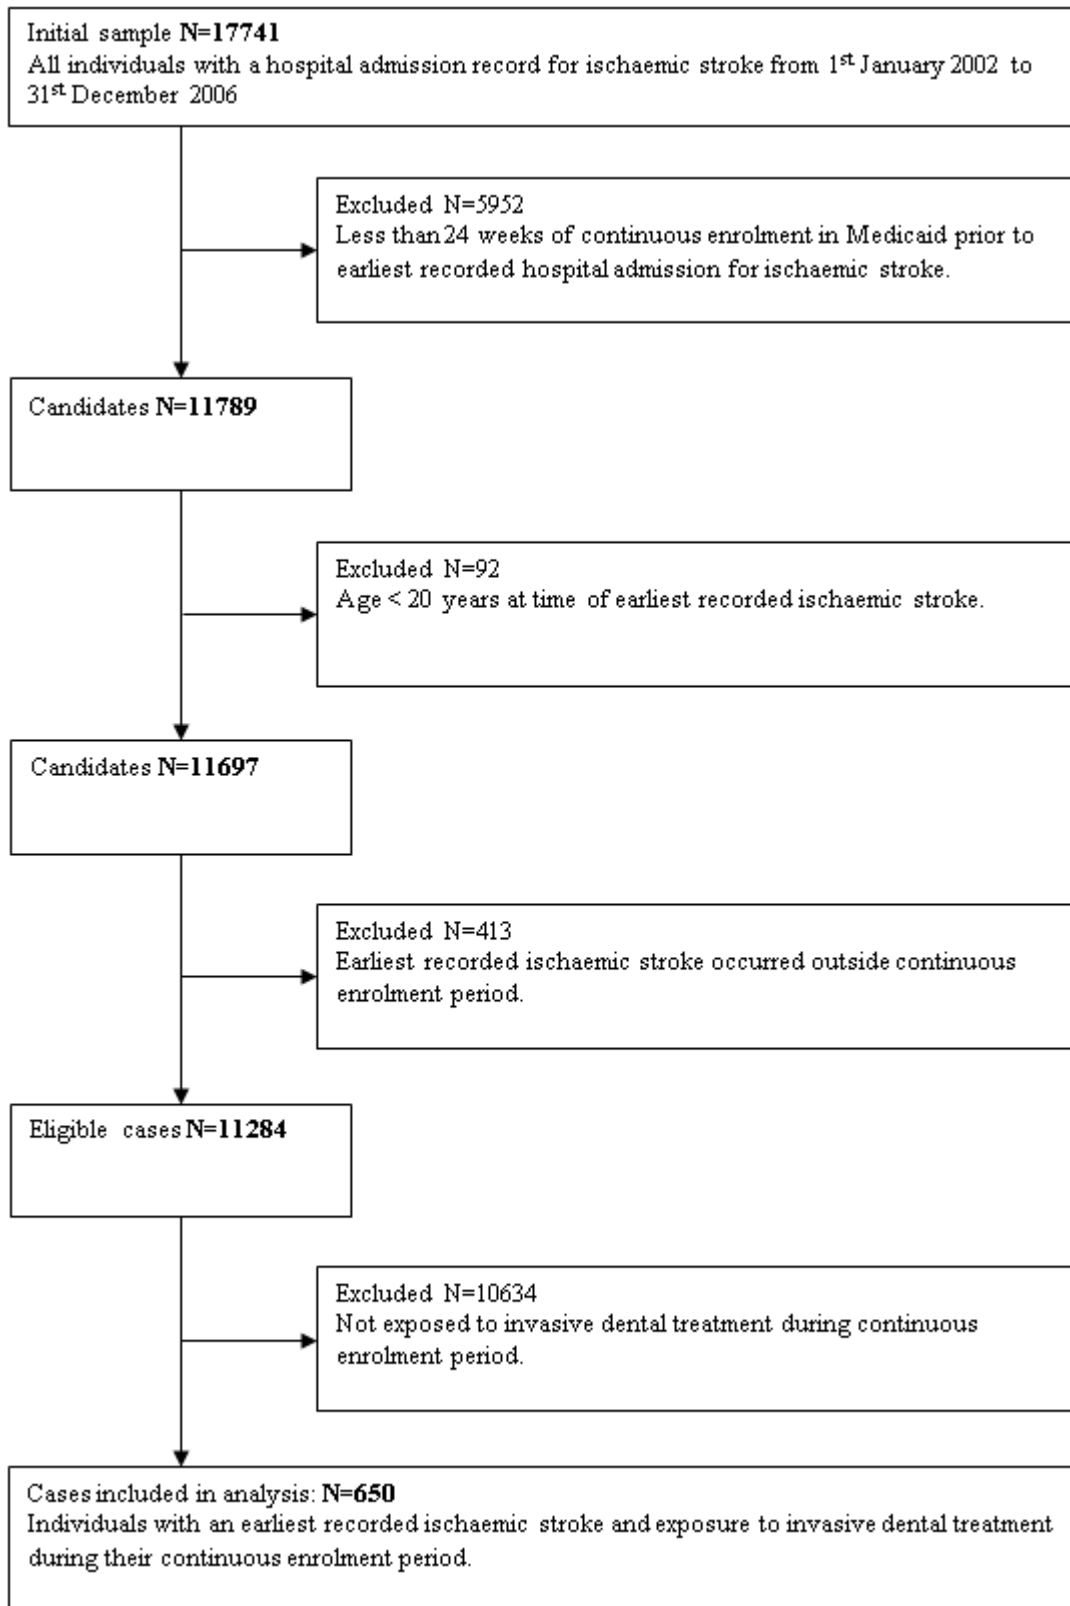 Initial sample N=17741
All individuals with a hospital admission record for ischaemic stroke from 1st January 2002 to
31st December 2006
Excluded N=5952
Less than 24 weeks of continuous enrolment in Medicaid prior to
earliest recorded hospital admission for ischaemic stroke.
Candidates N=11789
Excluded N=92
Age < 20 years at time of earliest recorded ischaemic stroke.
Candidates N=11697
Excluded N=413
Earliest recorded ischaemic stroke occurred outside continuous
enrolment period.
Eligible cases N=11284
Excluded N=10634
Not exposed to invasive dental treatment during continuous
enrolment period.
Cases included in analysis: N=650
Individuals with an earliest recorded ischaemic stroke and exposure to invasive dental treatment
during their continuous enrolment period.